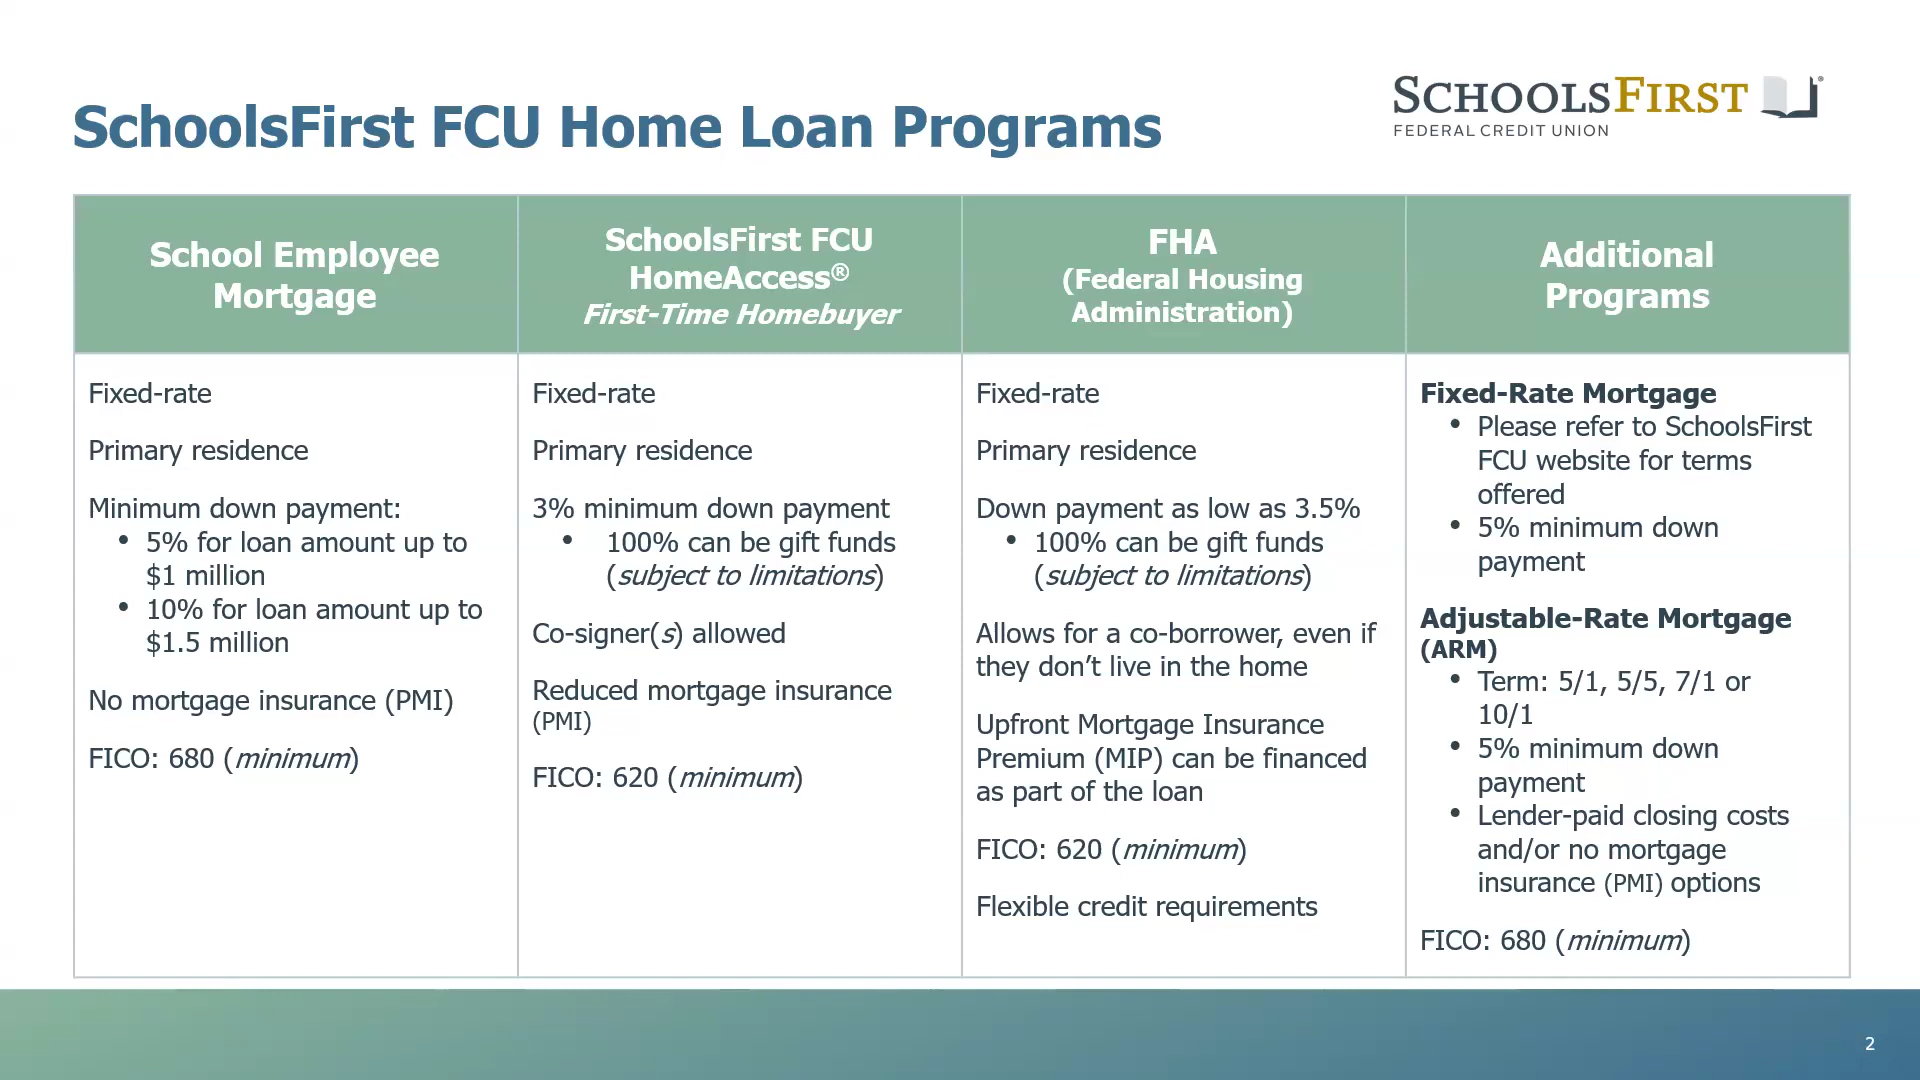 SchoolsFirst FCU Home Loan Programs
SCHOOLSFIRST ®
FEDERAL CREDIT UNION
School Employee
Mortgage
Fixed-rate
Primary residence
Minimum down payment:
• 5% for loan amount up to
$1 million
• 10% for loan amount up to
$1.5 million
No mortgage insurance (PMI)
FICO: 680 (minimum)
SchoolsFirst FCU
HomeAccess®
First-Time Homebuyer
Fixed-rate
Primary residence
3% minimum down payment
• 100% can be gift funds
(subject to limitations)
Co-signer(s) allowed
Reduced mortgage insurance
(PMI)
FICO: 620 (minimum)
FHA
(Federal Housing
Administration)
Fixed-rate
Primary residence
Down payment as low as 3.5%
• 100% can be gift funds
(subject to limitations)
Allows for a co-borrower, even if
they don’t live in the home
Upfront Mortgage Insurance
Premium (MIP) can be financed
as part of the loan
FICO: 620 (minimum)
Flexible credit requirements
Additional
Programs
Fixed-Rate Mortgage
• Please refer to SchoolsFirst
FCU website for terms
offered
• 5% minimum down
payment
Adjustable-Rate Mortgage
(ARM)
• Term: 5/1, 5/5, 7/1 or
10/1
• 5% minimum down
payment
• Lender-paid closing costs
and/or no mortgage
insurance (PMI) options
FICO: 680 (minimum)
2